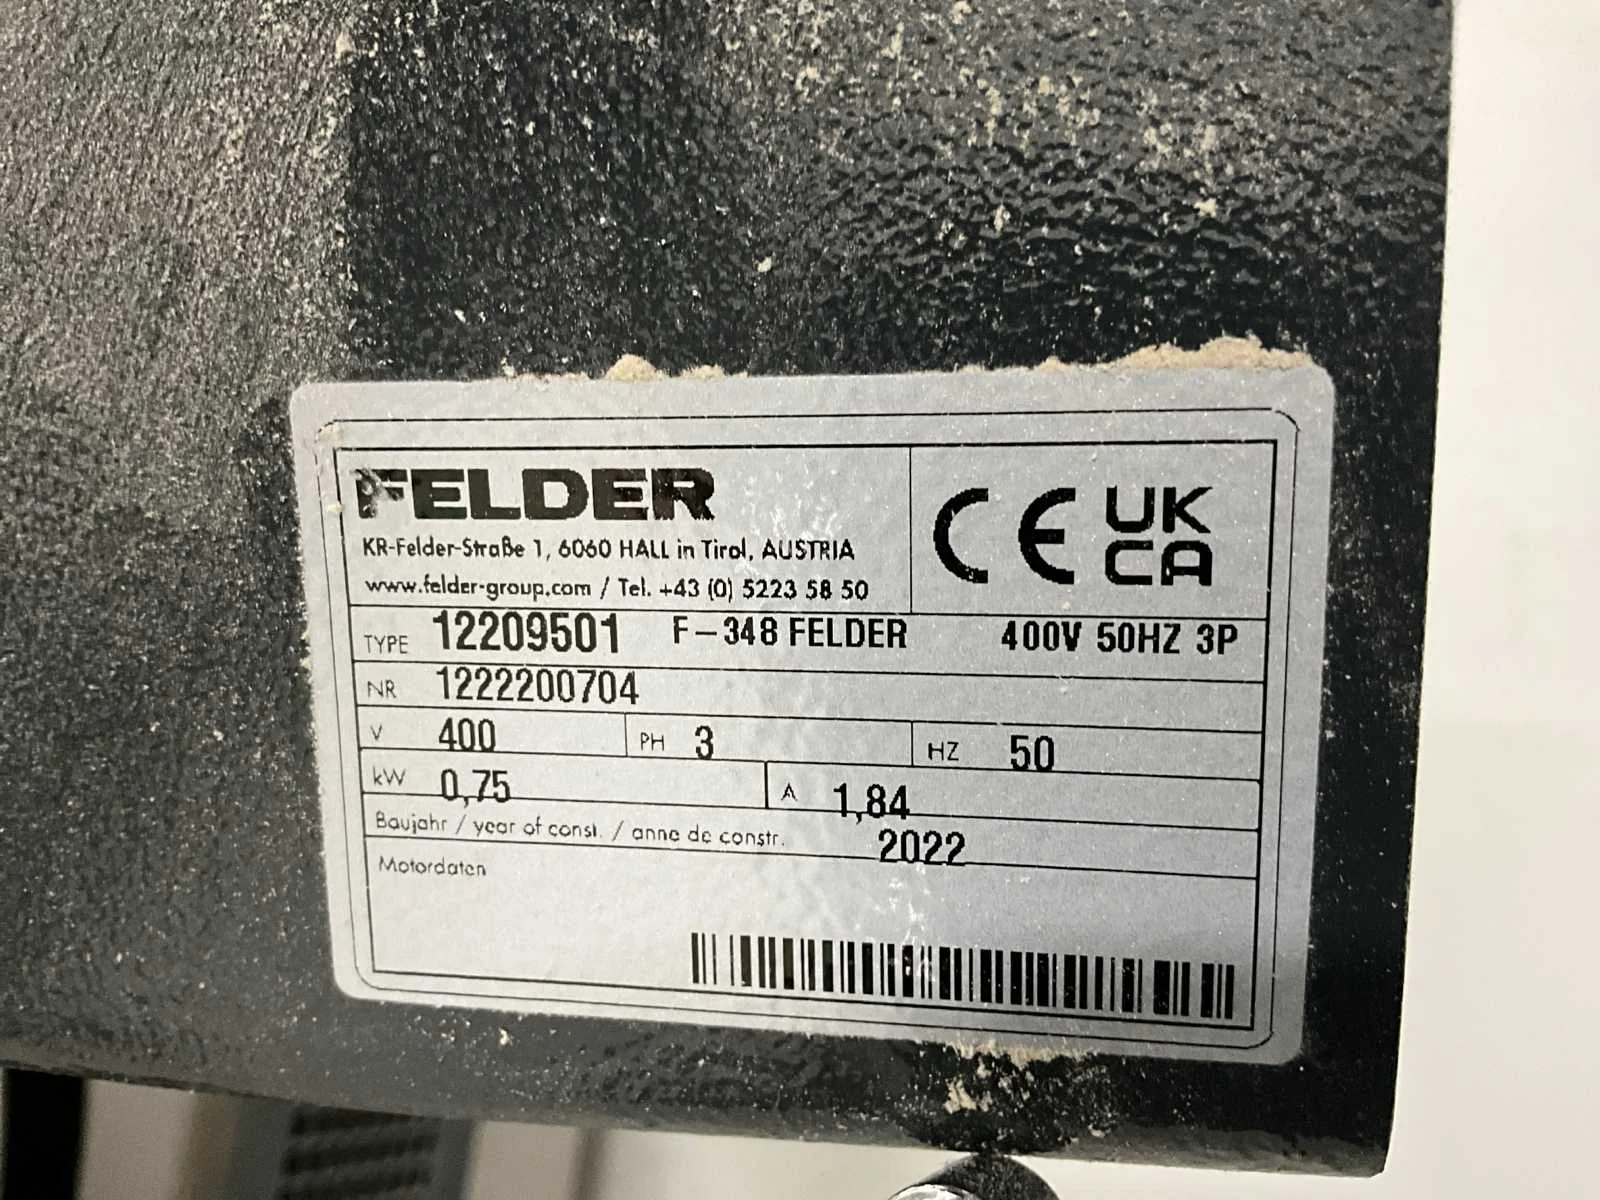 FELDER
KR-Felder-Straße 1, 6060 HALL in Tirol, AUSTRIA
www.felder-group.com / Tel. +43 (0) 5223 58 50
CE UK CA
TYPE 12209501 F-348 FELDER 400V 50HZ 3P
NR 1222200704
V 400 PH 3 HZ 50
kW 0,75 A 1,84
Baujahr / year of const. / anne de constr. 2022
Motordaten